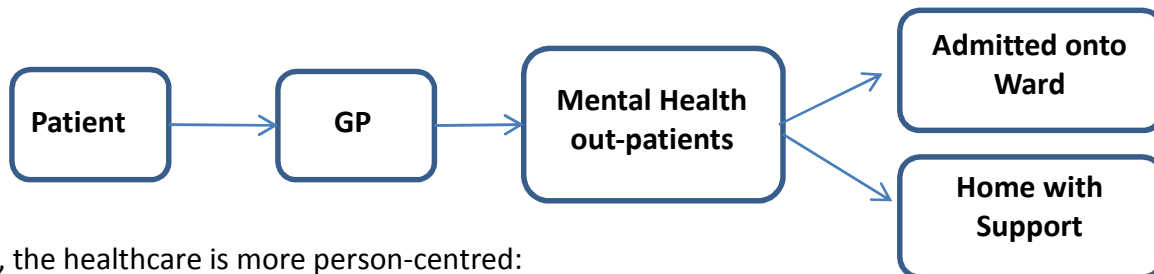 Patient
GP
Mental Health
out-patients
Admitted onto
Ward
Home with
Support
, the healthcare is more person-centred: